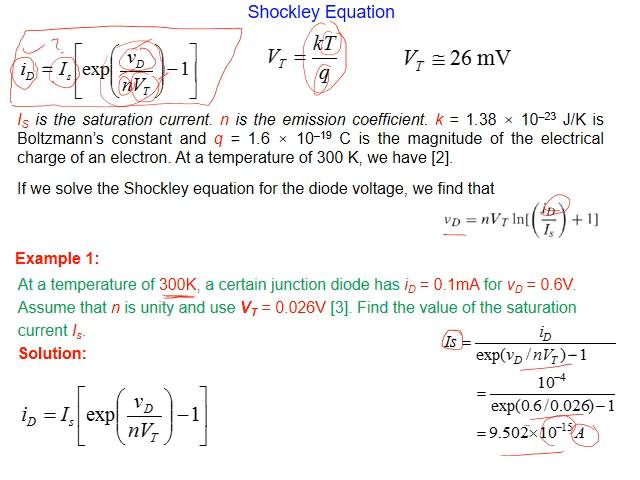 Shockley Equation
i_D = I_s [ exp( v_D / nV_T ) − 1 ]
V_T = kT / q
V_T ≅ 26 mV
?
I_S is the saturation current. n is the emission coefficient. k = 1.38 × 10⁻²³ J/K is
Boltzmann's constant and q = 1.6 × 10⁻¹⁹ C is the magnitude of the electrical
charge of an electron. At a temperature of 300 K, we have [2].
If we solve the Shockley equation for the diode voltage, we find that
v_D = nV_T ln[( i_D / I_s ) + 1]
Example 1:
At a temperature of 300K, a certain junction diode has i_D = 0.1mA for v_D = 0.6V.
Assume that n is unity and use V_T = 0.026V [3]. Find the value of the saturation
current I_s.
Solution:
i_D = I_s [ exp( v_D / nV_T ) − 1 ]
Is = i_D / exp(v_D / nV_T) − 1
= 10⁻⁴ / exp(0.6 / 0.026) − 1
= 9.502 × 10⁻¹⁵ A